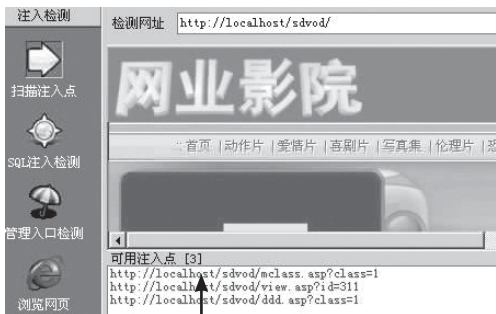 注入检测
检测网址 http://localhost/sdvod/
扫描注入点
网业影院
::首页 | 动作片 | 爱情片 | 喜剧片 | 写真集 | 伦理片 |
SQL注入检测
管理入口检测
可用注入点 [3]
http://localhost/sdvod/mclass.asp?class=1
http://localhost/sdvod/view.asp?id=311
http://localhost/sdvod/ddd.asp?class=1
浏览网页